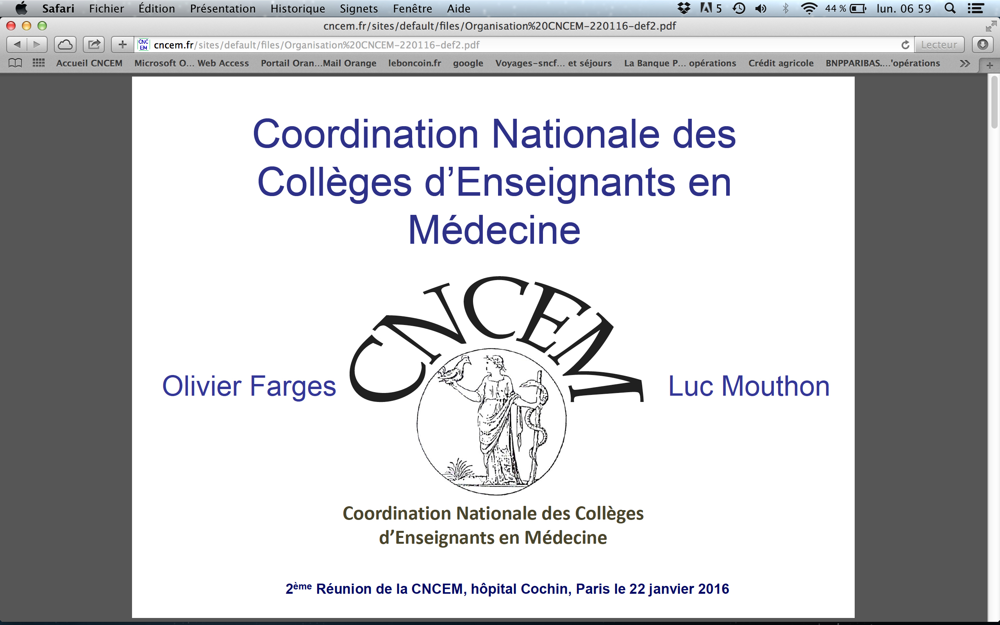 Safari Fichier Édition Présentation Historique Signets Fenêtre Aide 5 44 % lun. 06 59
cncem.fr/sites/default/files/Organisation%20CNCEM-220116-def2.pdf
CNC EM cncem.fr/sites/default/files/Organisation%20CNCEM-220116-def2.pdf Lecteur
Accueil CNCEM Microsoft O... Web Access Portail Oran...Mail Orange leboncoin.fr google Voyages-sncf... et séjours La Banque P... opérations Crédit agricole BNPPARIBAS....'opérations
Coordination Nationale des
Collèges d’Enseignants en
Médecine
CNCEM
Olivier Farges
Luc Mouthon
Coordination Nationale des Collèges
d’Enseignants en Médecine
2ème Réunion de la CNCEM, hôpital Cochin, Paris le 22 janvier 2016